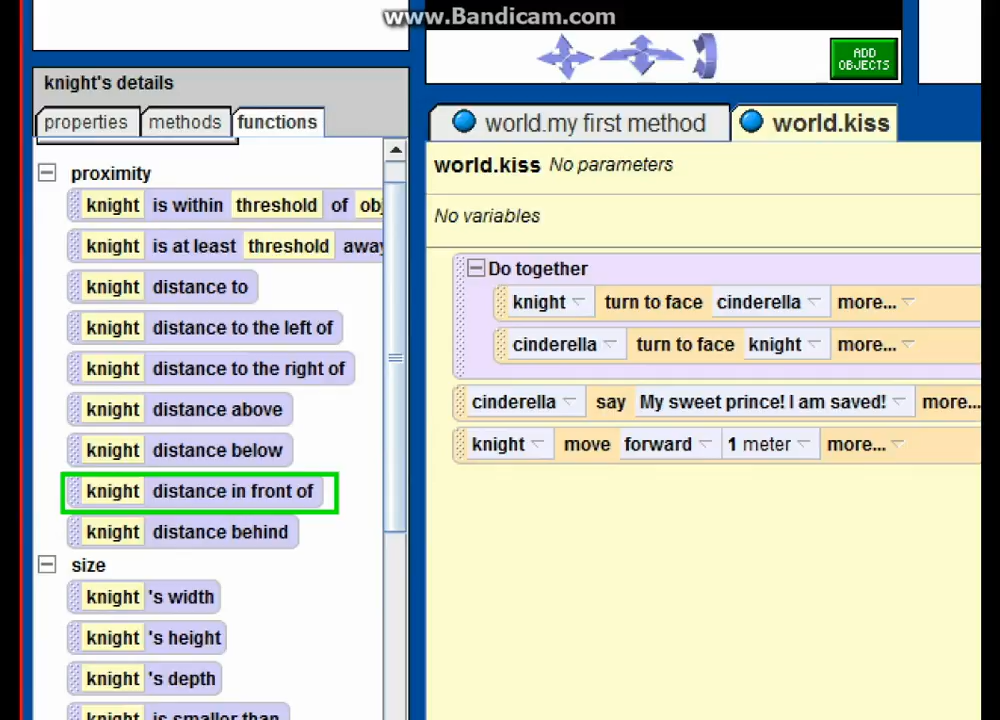 www.Bandicam.com
ADD
OBJECTS
knight's details
properties methods functions
world.my first method world.kiss
world.kiss No parameters
No variables
proximity
knight is within threshold of
knight is at least threshold
knight distance to
knight distance to the left of
knight distance to the right of
knight distance above
knight distance below
knight distance in front of
knight distance behind
size
knight 's width
knight 's height
knight 's depth
knight is smaller than
Do together
knight turn to face cinderella more...
cinderella turn to face knight more...
cinderella say My sweet prince! I am saved! more...
knight move forward 1 meter more...